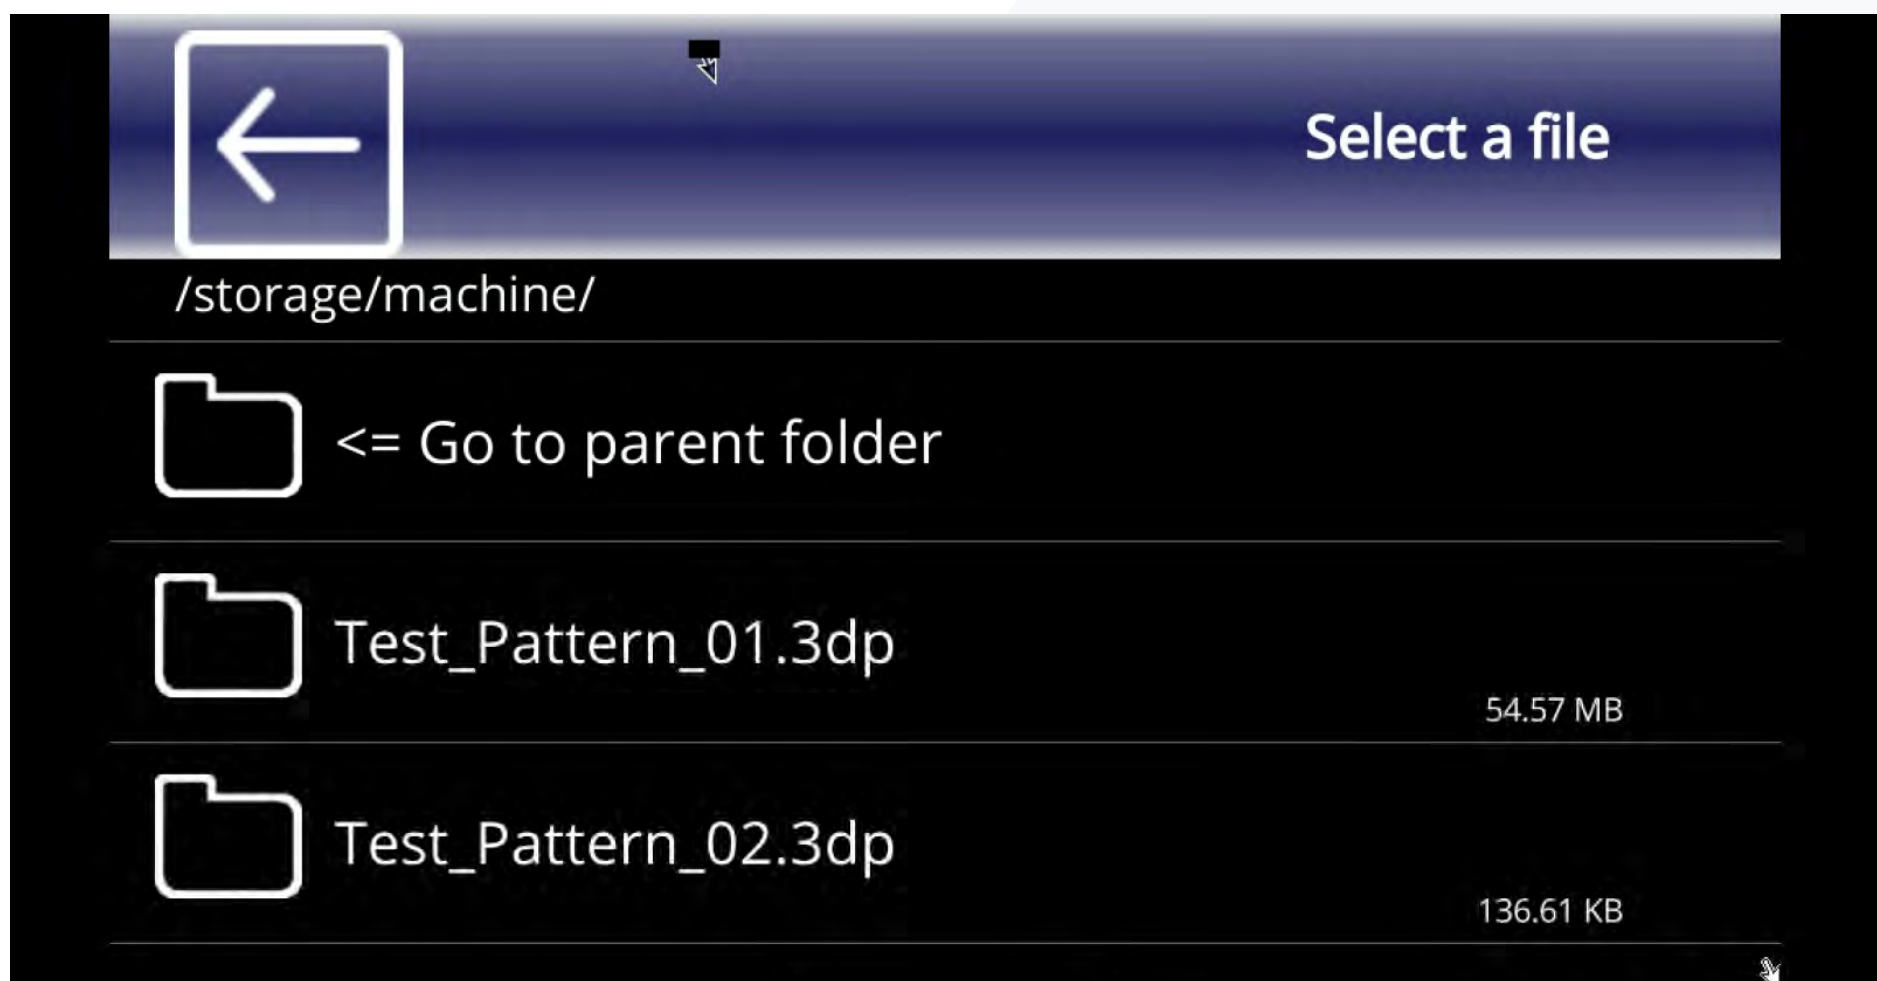 Select a file
/storage/machine/
<= Go to parent folder
Test_Pattern_01.3dp
54.57 MB
Test_Pattern_02.3dp
136.61 KB